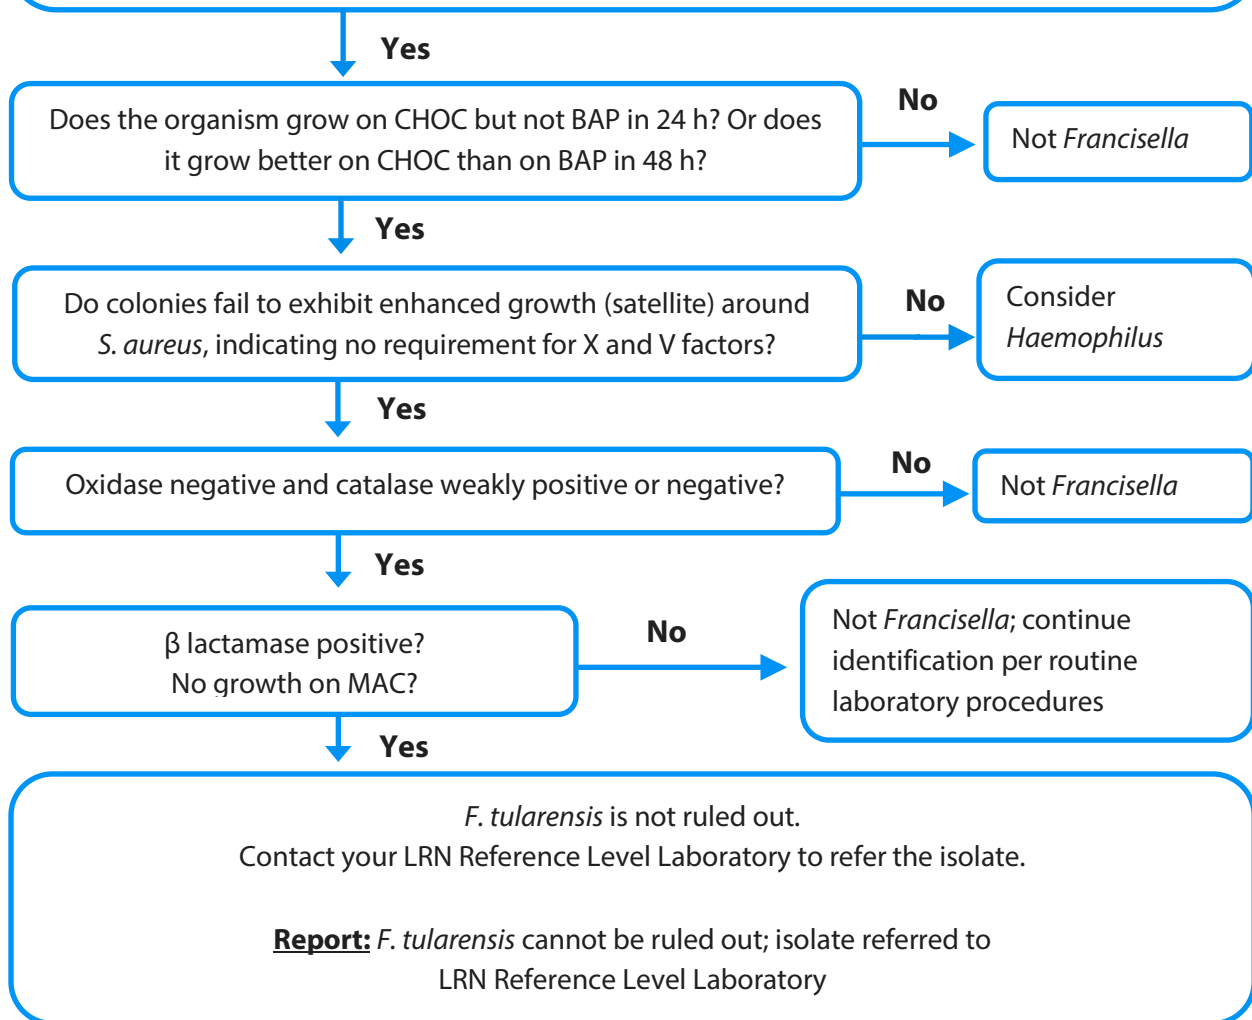 Yes
Does the organism grow on CHOC but not BAP in 24 h? Or does
it grow better on CHOC than on BAP in 48 h?
No
Not Francisella
Yes
Do colonies fail to exhibit enhanced growth (satellite) around
S. aureus, indicating no requirement for X and V factors?
No
Consider
Haemophilus
Yes
Oxidase negative and catalase weakly positive or negative?
No
Not Francisella
Yes
β lactamase positive?
No growth on MAC?
No
Not Francisella; continue
identification per routine
laboratory procedures
Yes
F. tularensis is not ruled out.
Contact your LRN Reference Level Laboratory to refer the isolate.
Report: F. tularensis cannot be ruled out; isolate referred to
LRN Reference Level Laboratory